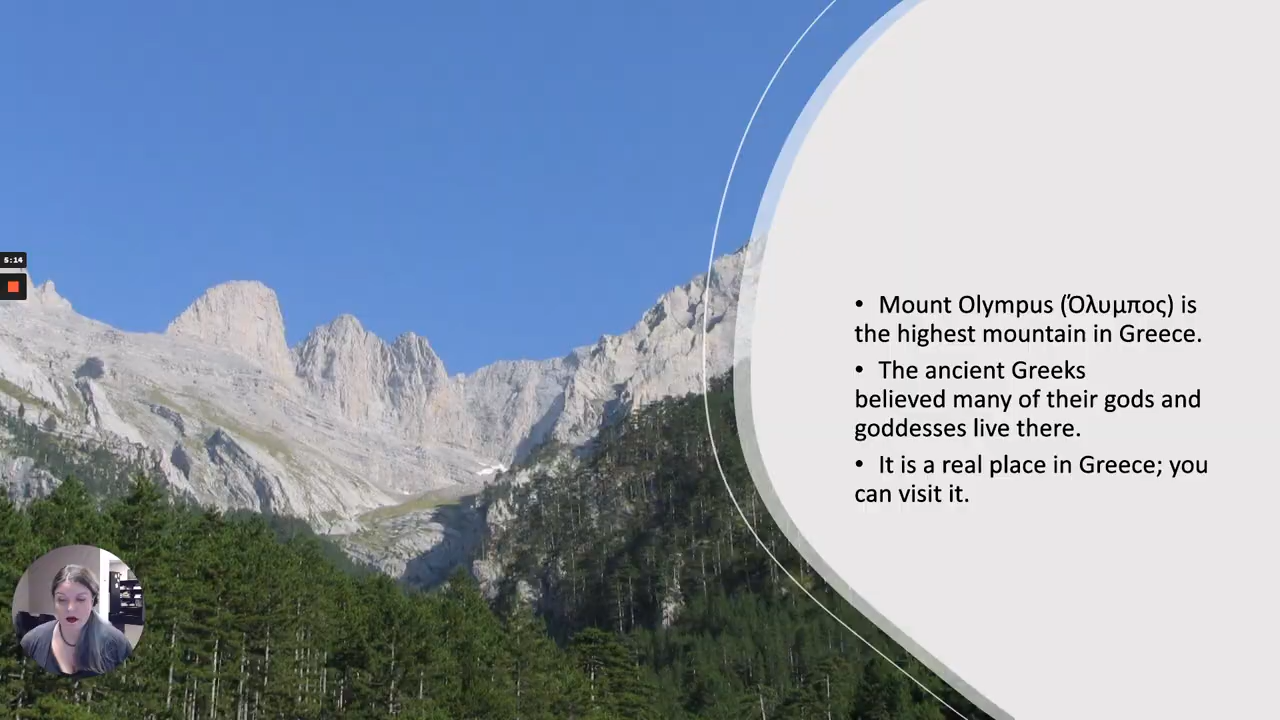 5:14
• Mount Olympus (Όλυμπος) is
the highest mountain in Greece.
• The ancient Greeks
believed many of their gods and
goddesses live there.
• It is a real place in Greece; you
can visit it.